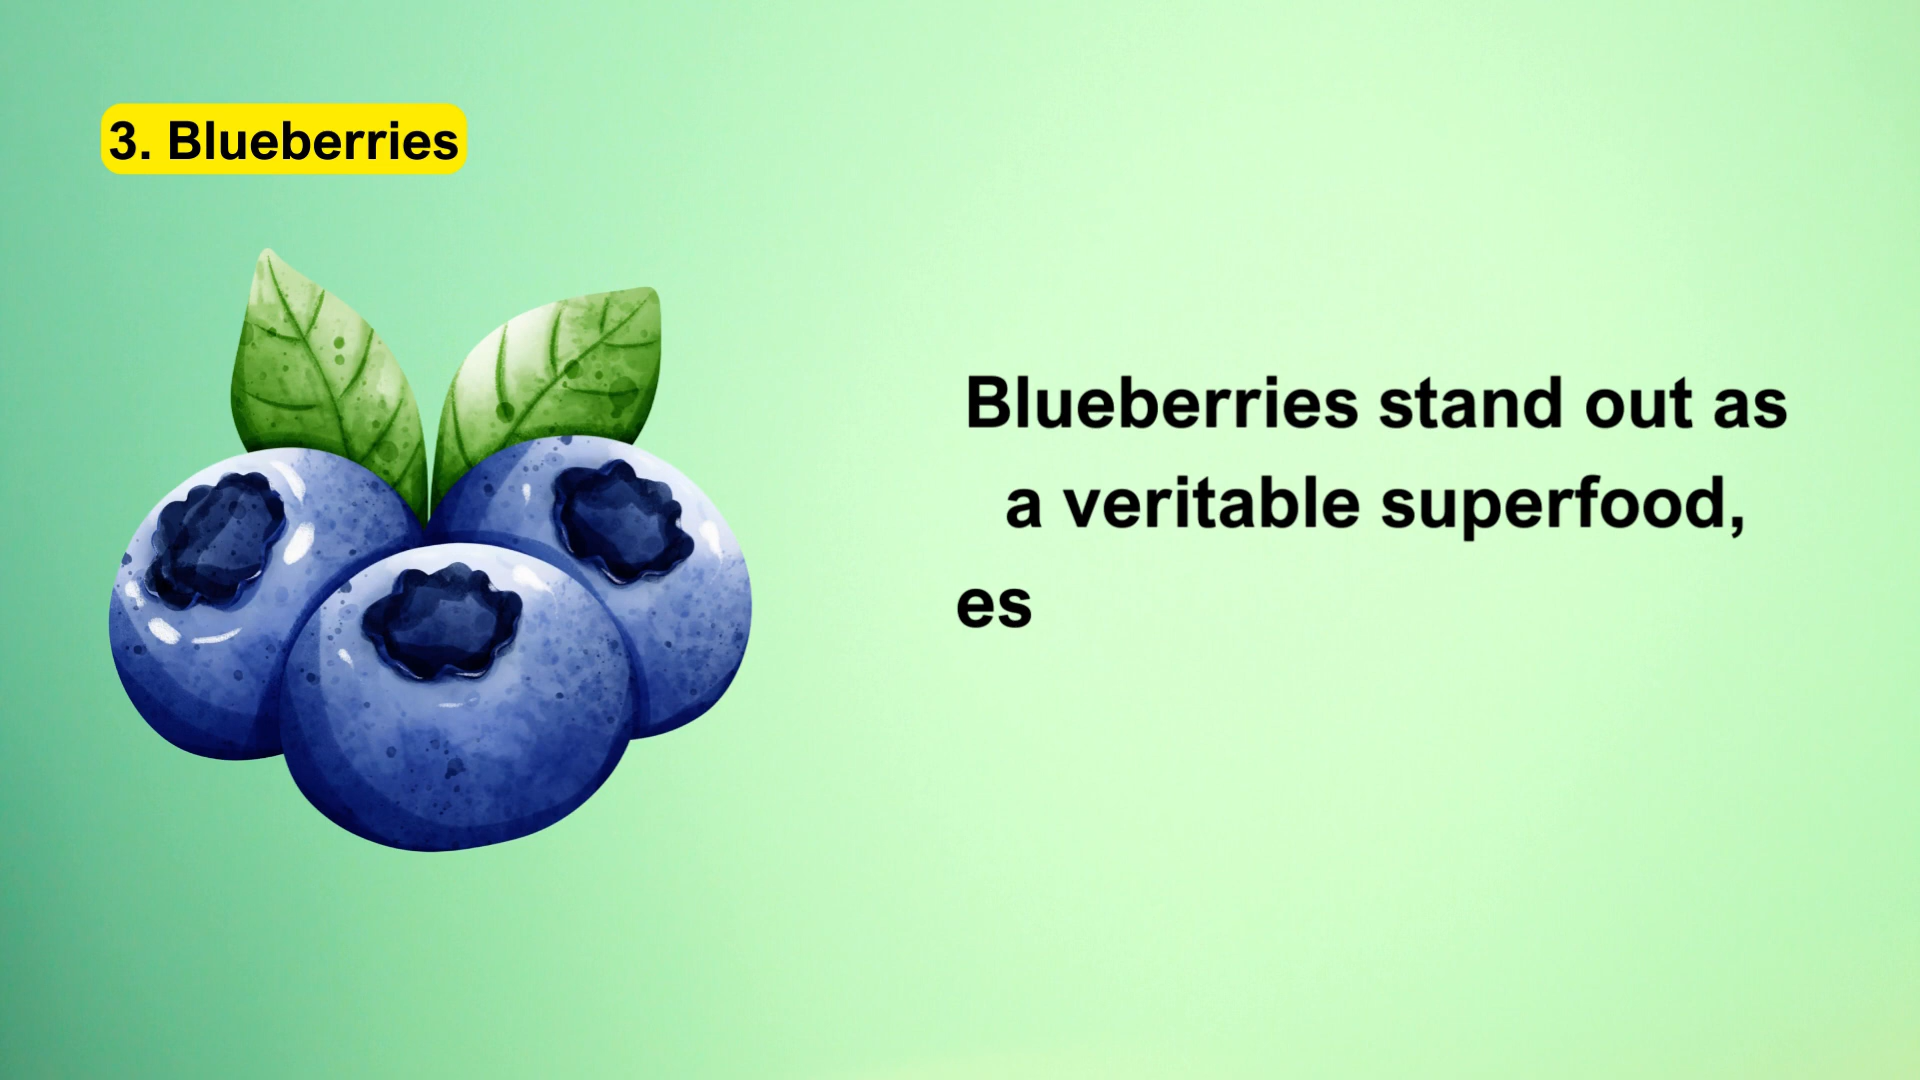 3. Blueberries
Blueberries stand out as
a veritable superfood,
es